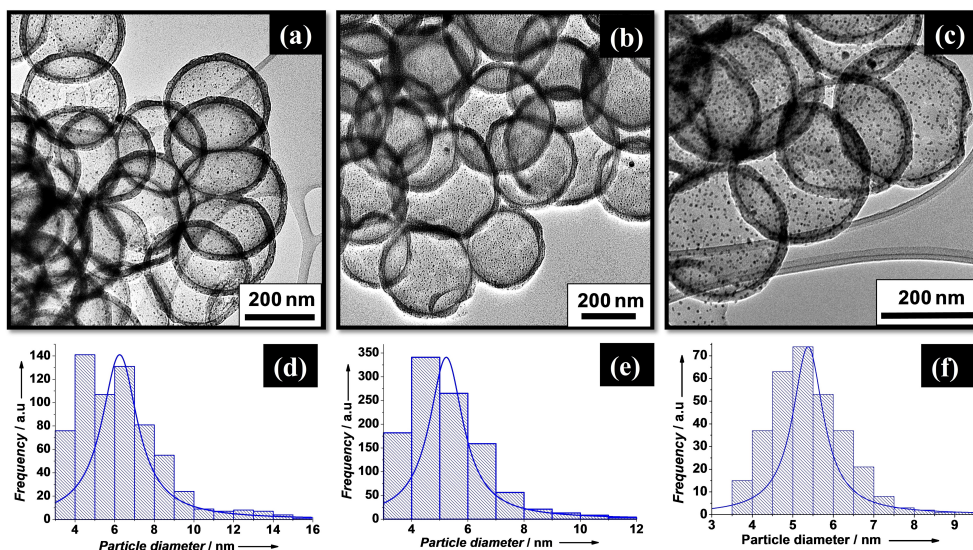 (a)
200 nm
(b)
200 nm
(c)
200 nm
(d)
Frequency / a.u
140
120
100
80
60
40
20
0
4 6 8 10 12 14 16
Particle diameter / nm
(e)
Frequency / a.u
350
300
250
200
150
100
50
0
4 6 8 10 12
Particle diameter / nm
(f)
Frequency / a.u
70
60
50
40
30
20
10
0
3 4 5 6 7 8 9
Particle diameter / nm